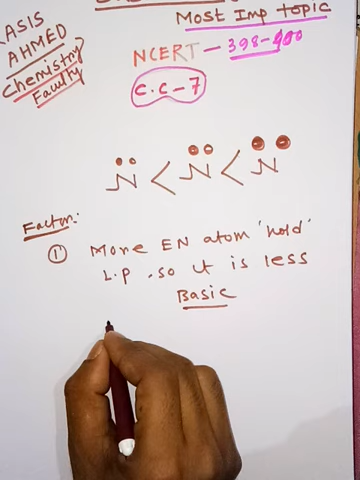 ASIS
AHMED
Chemistry
Faculty
Most Imp topic
NCERT - 398-400
C.C-7
N < N < N
Factor:
① More EN atom 'hold'
L.P. so it is less
Basic